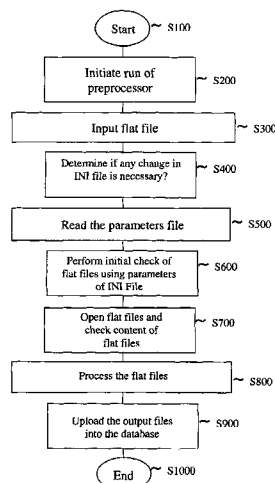 Start
S100
Initiate run of
preprocessor
S200
Input flat file
S300
Determine if any change in
INI file is necessary?
S400
Read the parameters file
S500
Perform initial check of
flat files using parameters
of INI File
S600
Open flat files and
check content of
flat files
S700
Process the flat files
S800
Upload the output files
into the database
S900
End
S1000